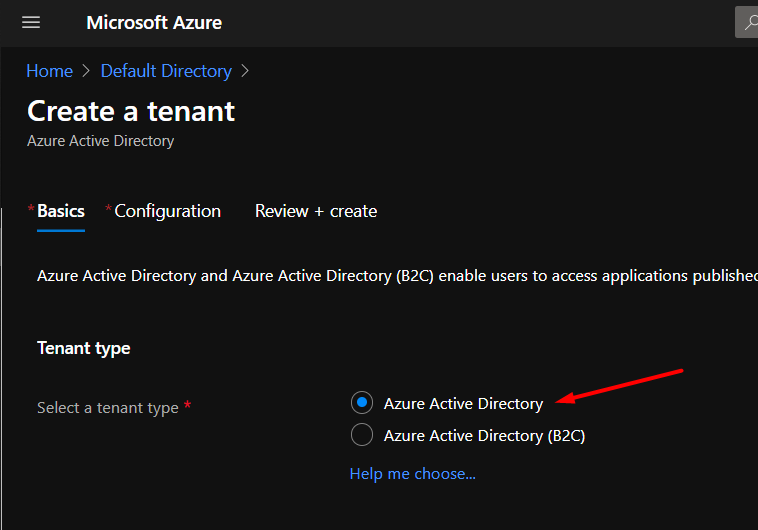 Microsoft Azure
Home > Default Directory >
Create a tenant
Azure Active Directory
* Basics * Configuration Review + create
Azure Active Directory and Azure Active Directory (B2C) enable users to access applications published
Tenant type
Select a tenant type * Azure Active Directory
Azure Active Directory (B2C)
Help me choose...